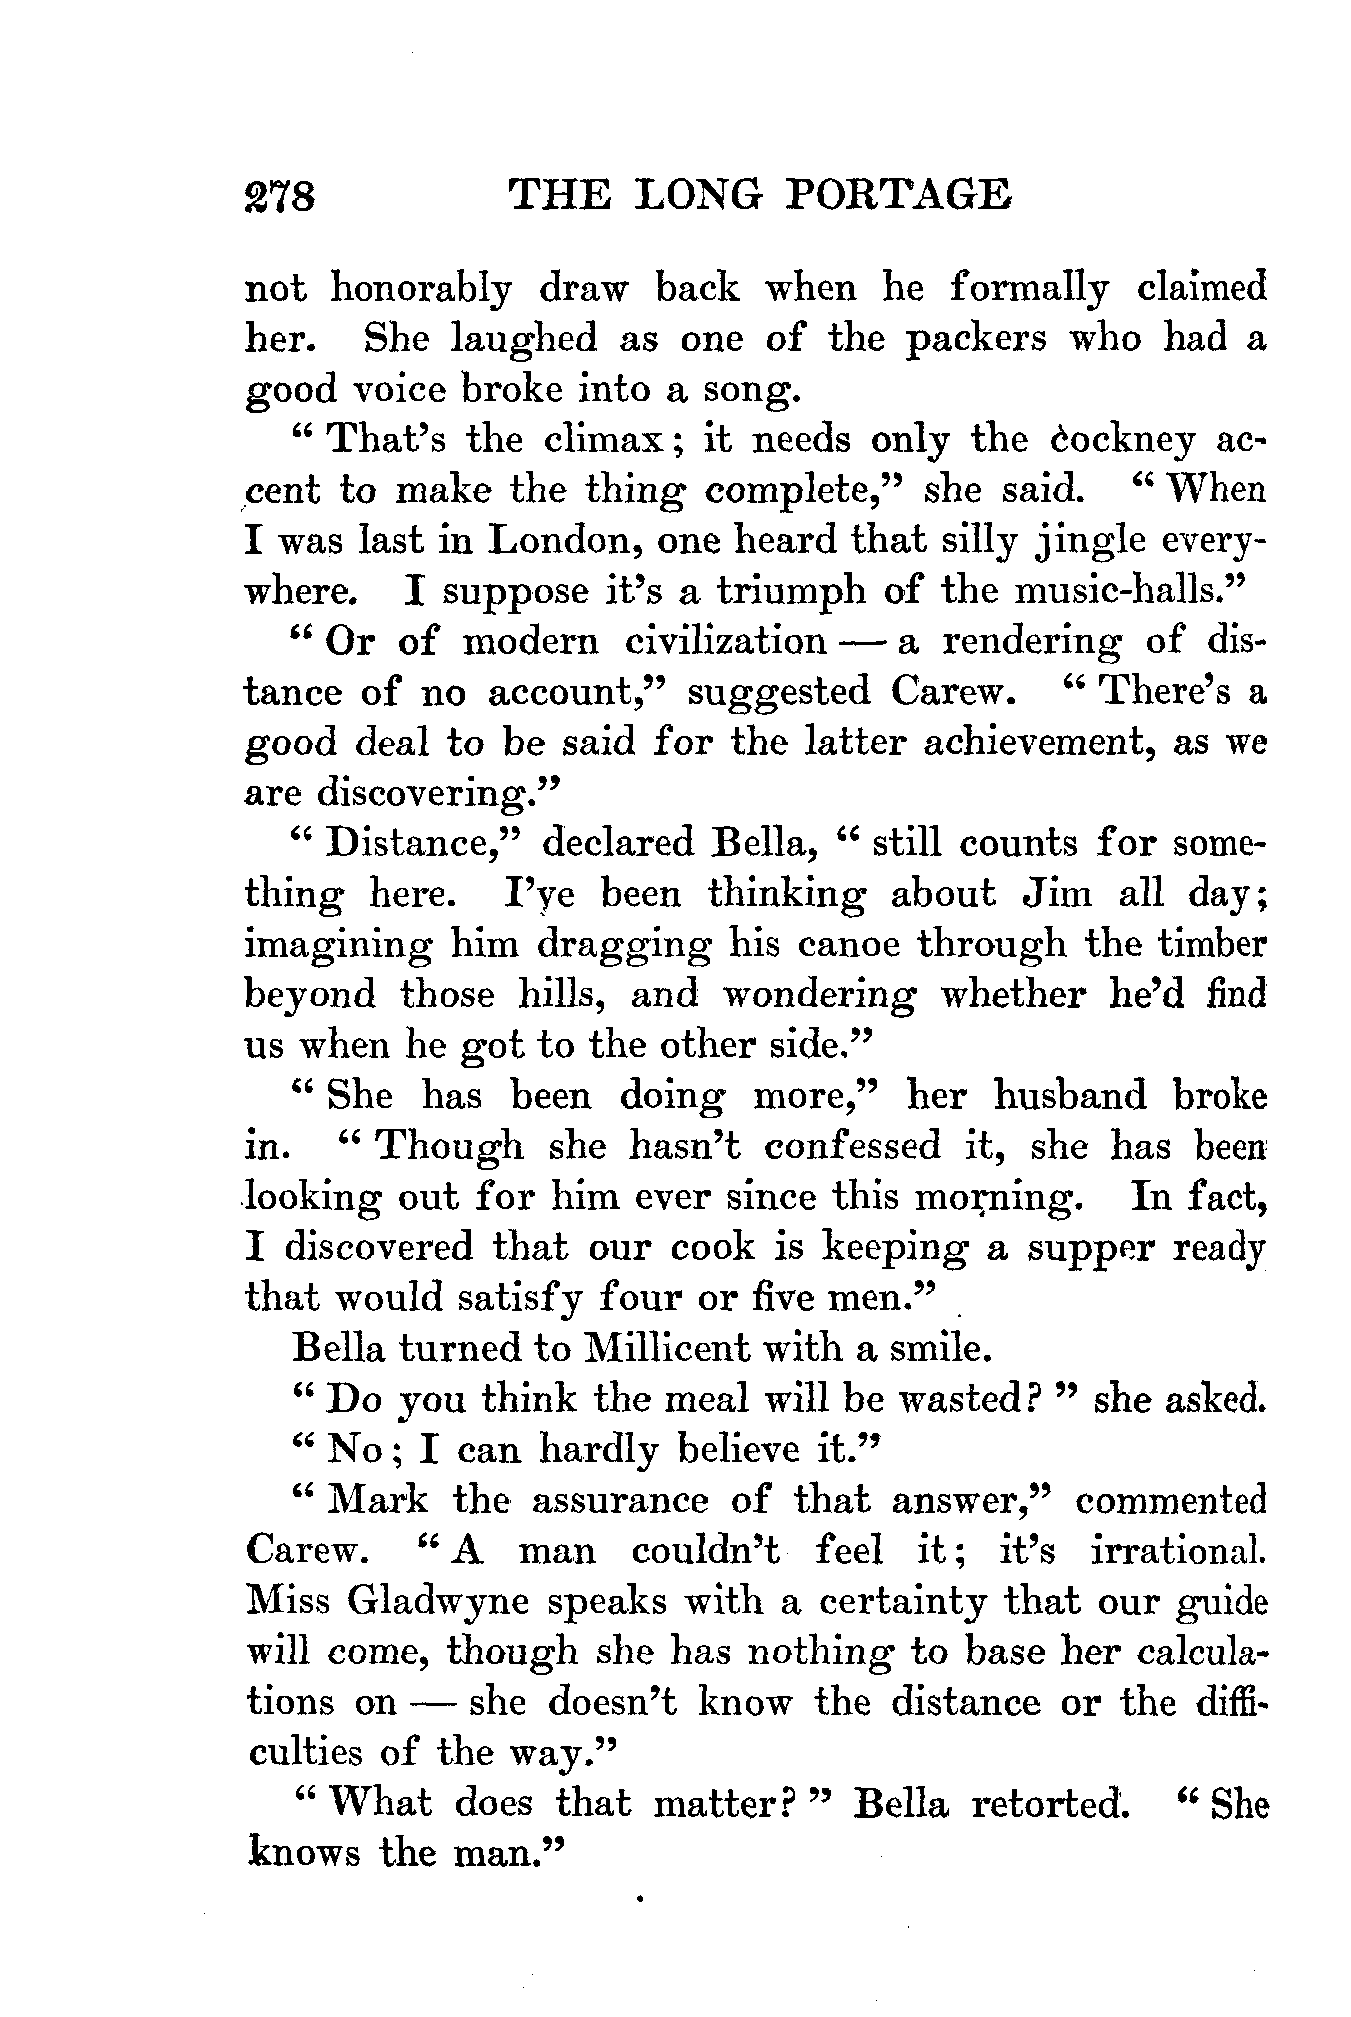 278 THE LONG PORTAGE
not honorably draw back when he formally claimed
her. She laughed as one of the packers who had a
good voice broke into a song.
“ That’s the climax; it needs only the cockney ac-
cent to make the thing complete,” she said. “ When
I was last in London, one heard that silly jingle every-
where. I suppose it’s a triumph of the music-halls.”
“ Or of modern civilization — a rendering of dis-
tance of no account,” suggested Carew. “ There’s a
good deal to be said for the latter achievement, as we
are discovering.”
“ Distance,” declared Bella, “ still counts for some-
thing here. I’ve been thinking about Jim all day;
imagining him dragging his canoe through the timber
beyond those hills, and wondering whether he’d find
us when he got to the other side.”
“ She has been doing more,” her husband broke
in. “ Though she hasn’t confessed it, she has been
looking out for him ever since this morning. In fact,
I discovered that our cook is keeping a supper ready
that would satisfy four or five men.”
Bella turned to Millicent with a smile.
“ Do you think the meal will be wasted? ” she asked.
“ No; I can hardly believe it.”
“ Mark the assurance of that answer,” commented
Carew. “ A man couldn’t feel it; it’s irrational.
Miss Gladwyne speaks with a certainty that our guide
will come, though she has nothing to base her calcula-
tions on — she doesn’t know the distance or the diffi-
culties of the way.”
“ What does that matter? ” Bella retorted. “ She
knows the man.”